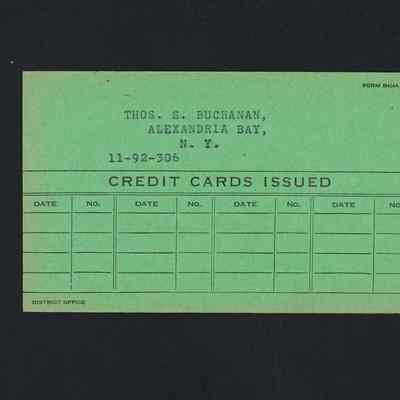 FORM
THOS. E. BUCHANAN,
ALEXANDRIA BAY,
N. Y.
11-92-306
CREDIT CARDS ISSUED
DATE NO. DATE NO. DATE NO. DATE NO.
DISTRICT OFFICE